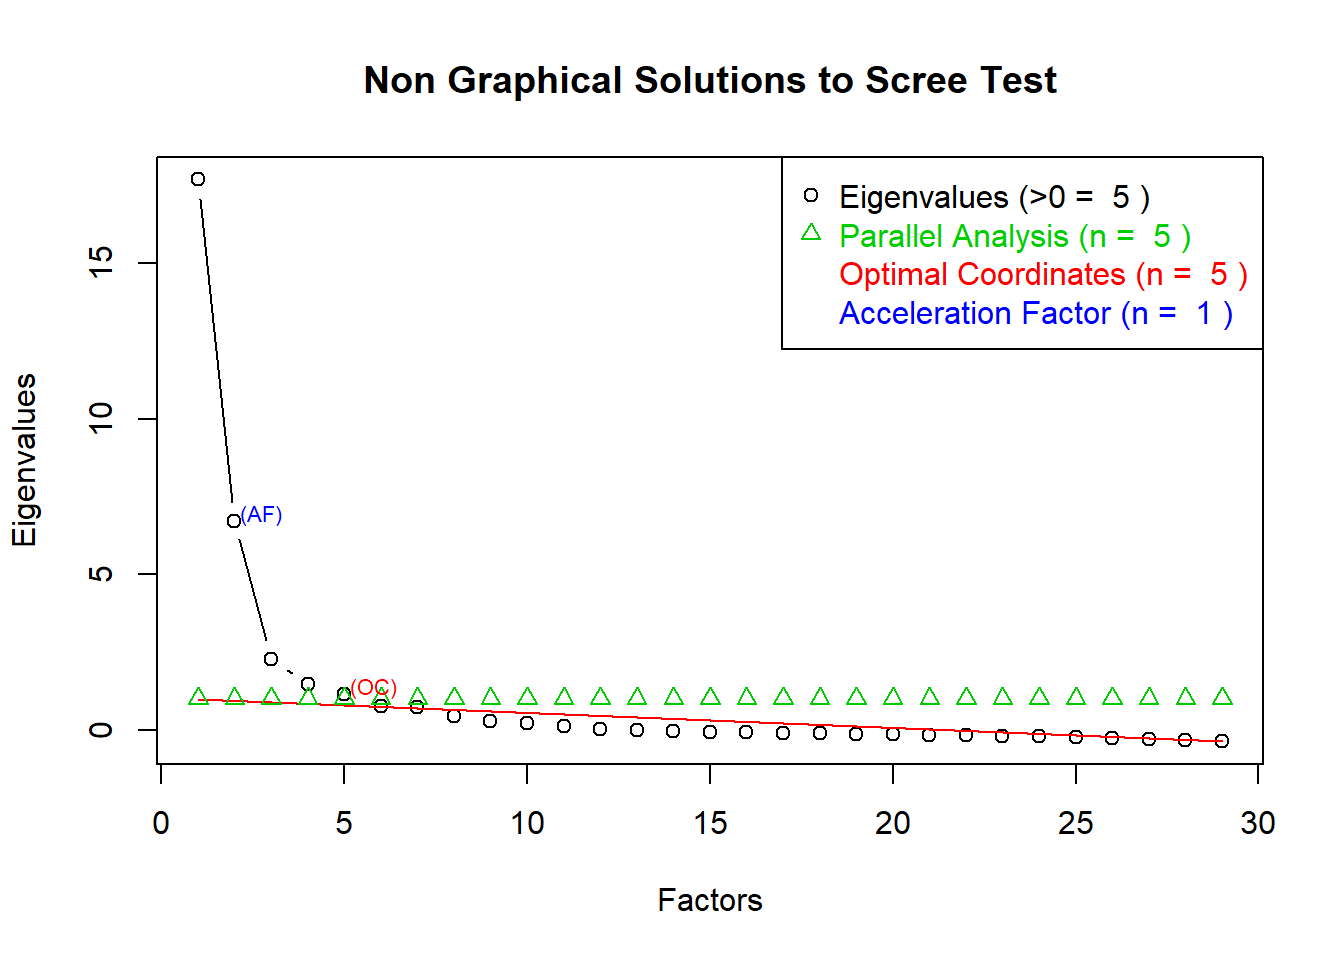 Non Graphical Solutions to Scree Test
Eigenvalues (>0 =  5 )
Parallel Analysis (n =  5 )
Optimal Coordinates (n =  5 )
Acceleration Factor (n =  1 )
Eigenvalues
15
10
5
0
(AF)
(OC)
0 5 10 15 20 25 30
Factors